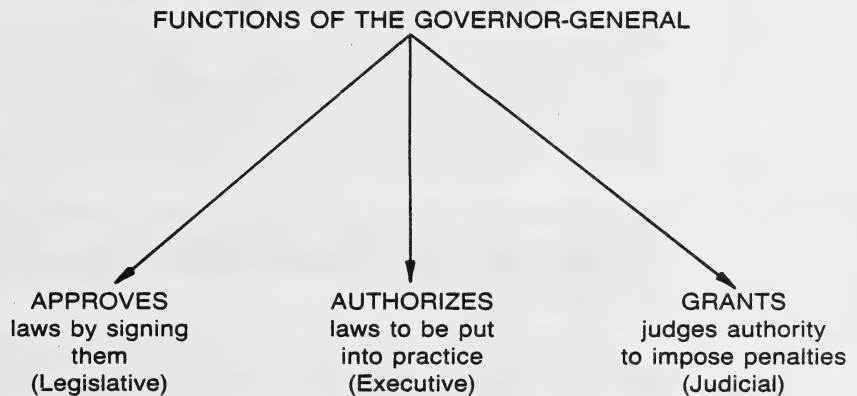 FUNCTIONS OF THE GOVERNOR-GENERAL
APPROVES
laws by signing
them
(Legislative)
AUTHORIZES
laws to be put
into practice
(Executive)
GRANTS
judges authority
to impose penalties
(Judicial)